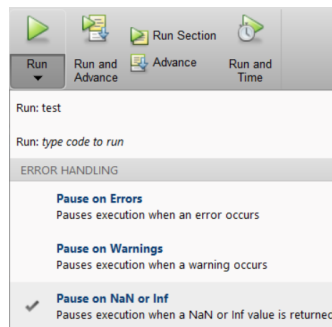 Run
Run and
Advance
Run Section
Advance
Run and
Time
Run: test
Run: type code to run
ERROR HANDLING
Pause on Errors
Pauses execution when an error occurs
Pause on Warnings
Pauses execution when a warning occurs
Pause on NaN or Inf
Pauses execution when a NaN or Inf value is returned